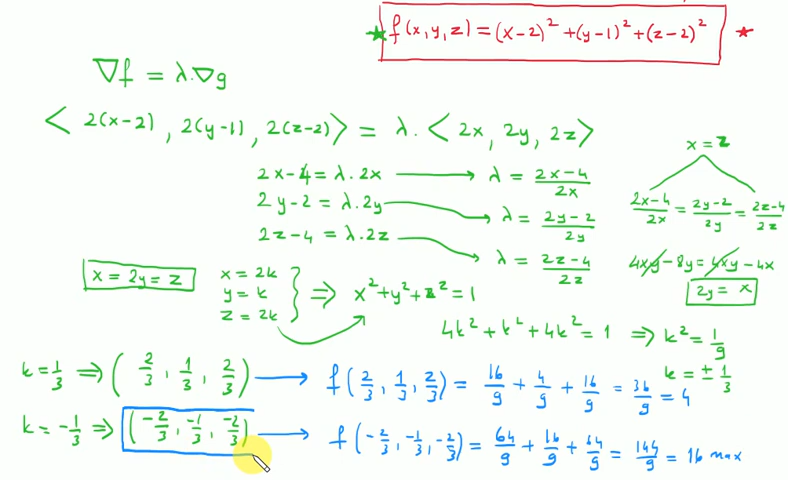 ★ f(x,y,z) = (x-2)² + (y-1)² + (z-2)² ★
∇f = λ.∇g
< 2(x-2), 2(y-1), 2(z-2) > = λ. < 2x, 2y, 2z >
x = z
2x-4 = λ.2x → λ = (2x-4)/2x
2y-2 = λ.2y → λ = (2y-2)/2y
2z-4 = λ.2z → λ = (2z-4)/2z
(2x-4)/2x = (2y-2)/2y = (2z-4)/2z
4xy - 8y = 4xy - 4x
2y = x
x = 2y = z
x = 2k
y = k
z = 2k
} ⇒ x² + y² + z² = 1
4k² + k² + 4k² = 1 ⇒ k² = 1/9
k = ± 1/3
k = 1/3 ⇒ (2/3, 1/3, 2/3) → f(2/3, 1/3, 2/3) = 16/9 + 4/9 + 16/9 = 36/9 = 4
k = -1/3 ⇒ (-2/3, -1/3, -2/3) → f(-2/3, -1/3, -2/3) = 64/9 + 16/9 + 64/9 = 144/9 = 16 max